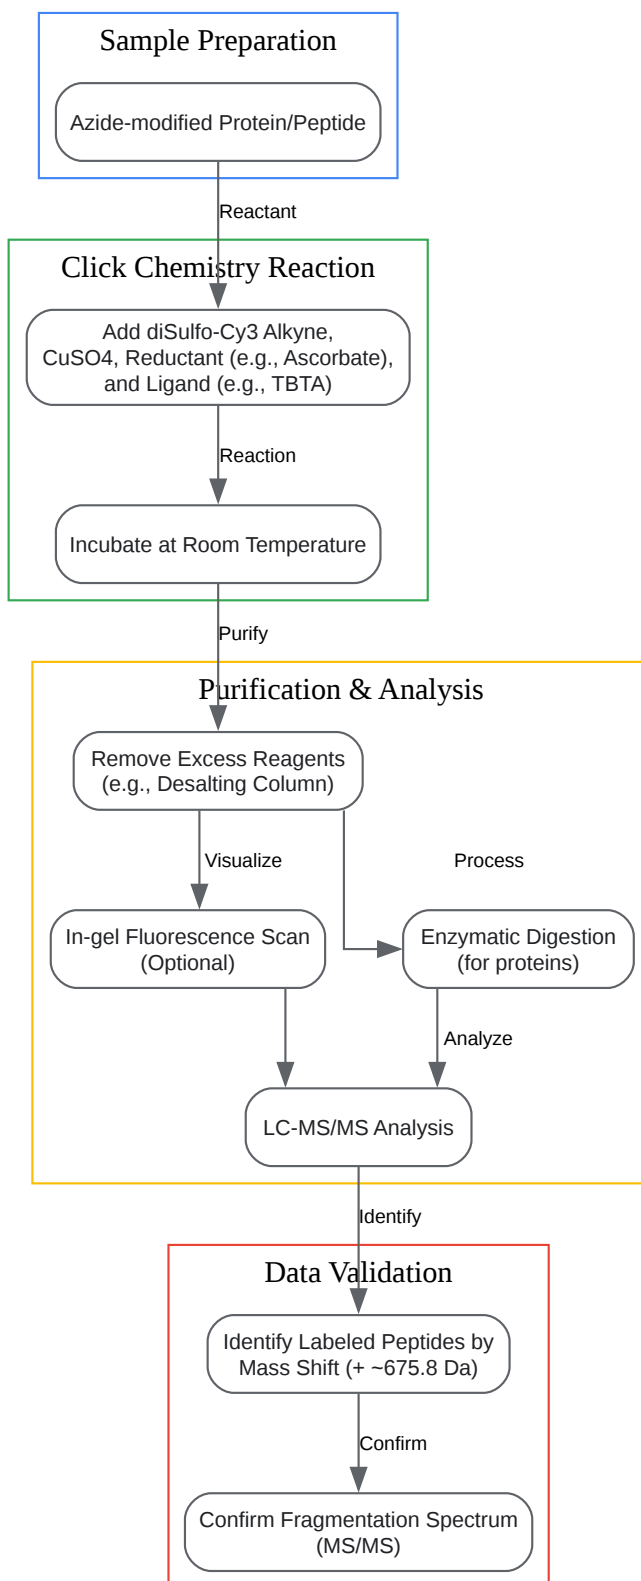 Sample Preparation
Azide-modified Protein/Peptide
Reactant
Click Chemistry Reaction
Add diSulfo-Cy3 Alkyne,
CuSO4, Reductant (e.g., Ascorbate),
and Ligand (e.g., TBTA)
Reaction
Incubate at Room Temperature
Purify
Purification & Analysis
Remove Excess Reagents
(e.g., Desalting Column)
Visualize
Process
In-gel Fluorescence Scan
(Optional)
Enzymatic Digestion
(for proteins)
Analyze
LC-MS/MS Analysis
Identify
Data Validation
Identify Labeled Peptides by
Mass Shift (+ ~675.8 Da)
Confirm
Confirm Fragmentation Spectrum
(MS/MS)